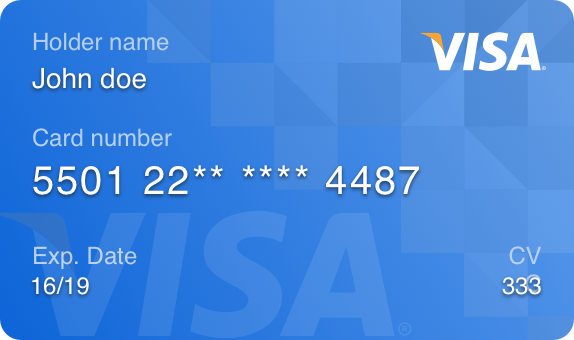 Holder name
VISA
John doe
Card number
5501 22** **** 4487
VISA
Exp. Date
CV
16/19
333